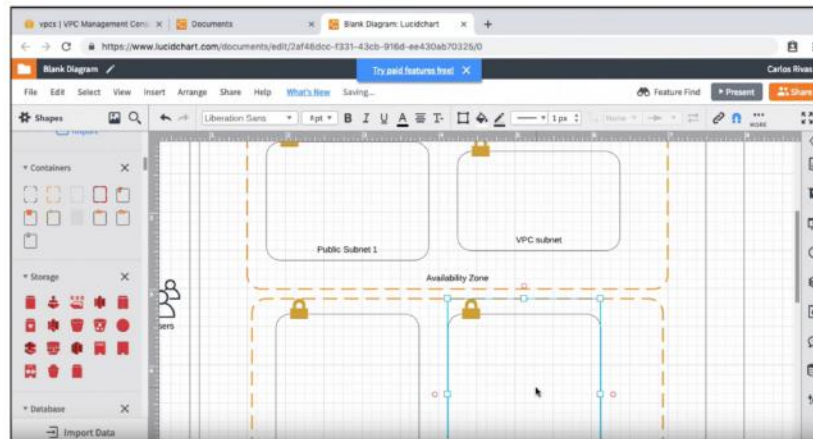 vpcs | VPC Management Cons
Documents
Blank Diagram: Lucidchart
https://www.lucidchart.com/documents/edit/2af46dcc-f331-43cb-916d-ee430ab70325/0
Blank Diagram
Try paid features free!
Carlos Rivas
File Edit Select View Insert Arrange Share Help What's New Saving...
Feature Find
Present
Share
Shapes
Liberation Sans
B I U A
1 px
None
MORE
Import
Containers
Storage
Database
Import Data
Public Subnet 1
VPC subnet
Availability Zone
sers